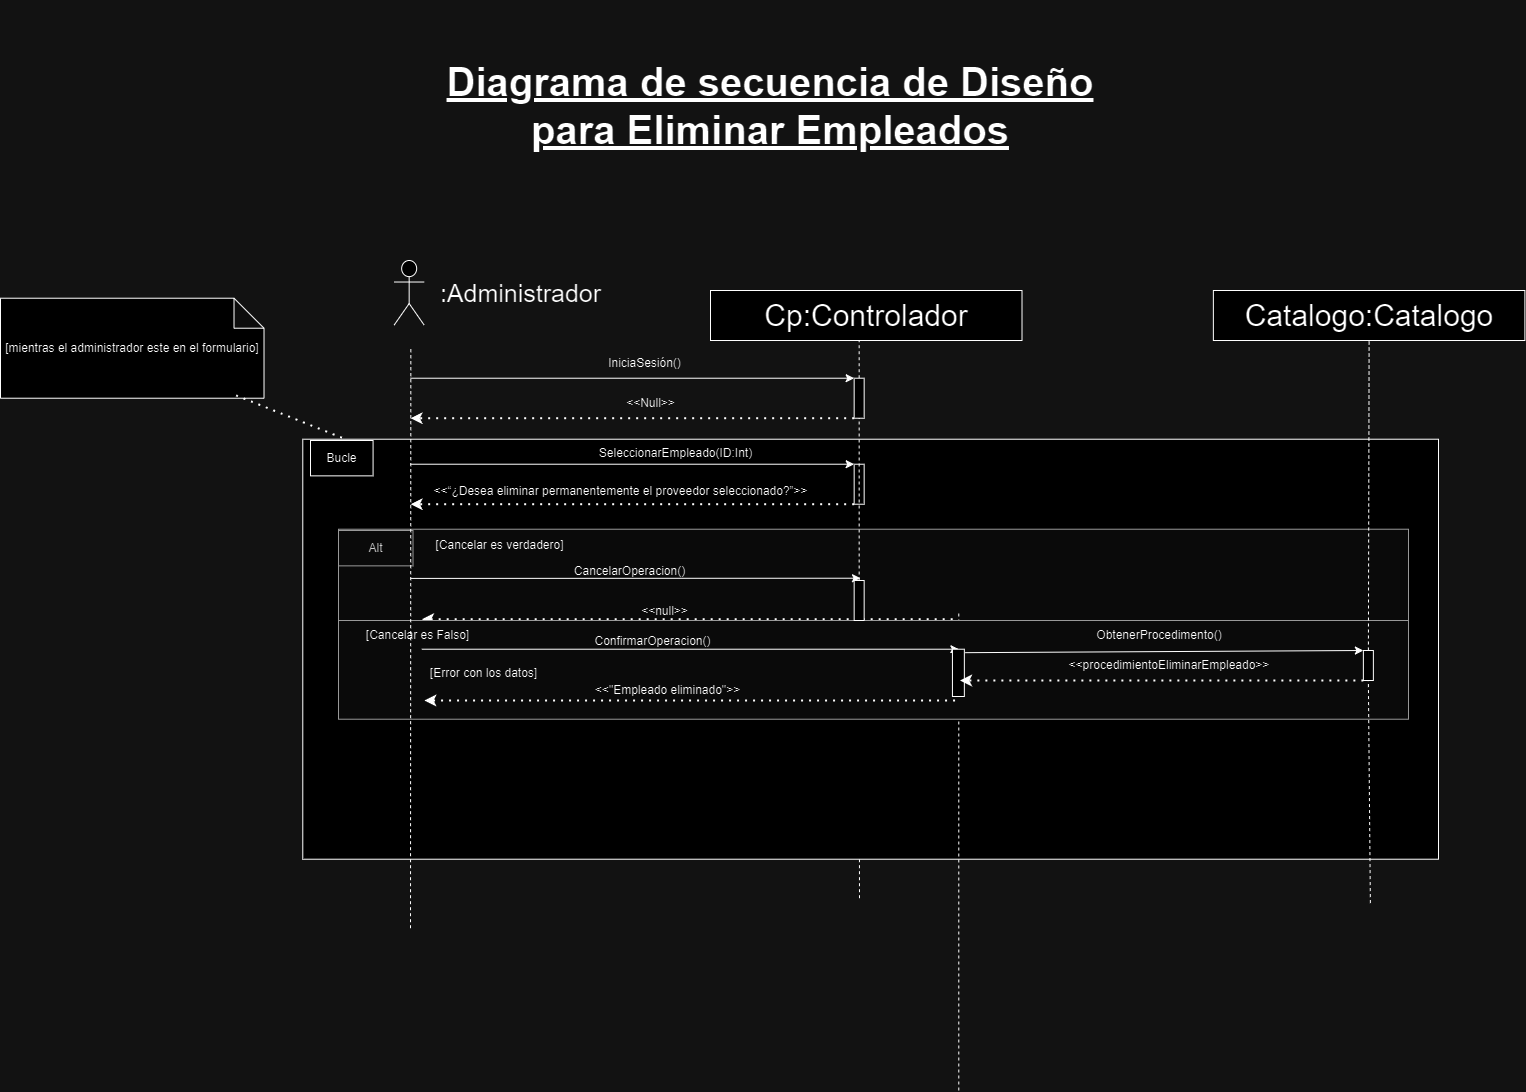 Diagrama de secuencia de Diseño
para Eliminar Empleados
:Administrador
Cp:Controlador
Catalogo:Catalogo
[mientras el administrador este en el formulario]
IniciaSesión()
<<Null>>
Bucle
SeleccionarEmpleado(ID:Int)
<<“¿Desea eliminar permanentemente el proveedor seleccionado?”>>
Alt
[Cancelar es verdadero]
CancelarOperacion()
<<null>>
[Cancelar es Falso]
ConfirmarOperacion()
ObtenerProcedimento()
<<procedimientoEliminarEmpleado>>
[Error con los datos]
<<"Empleado eliminado">>